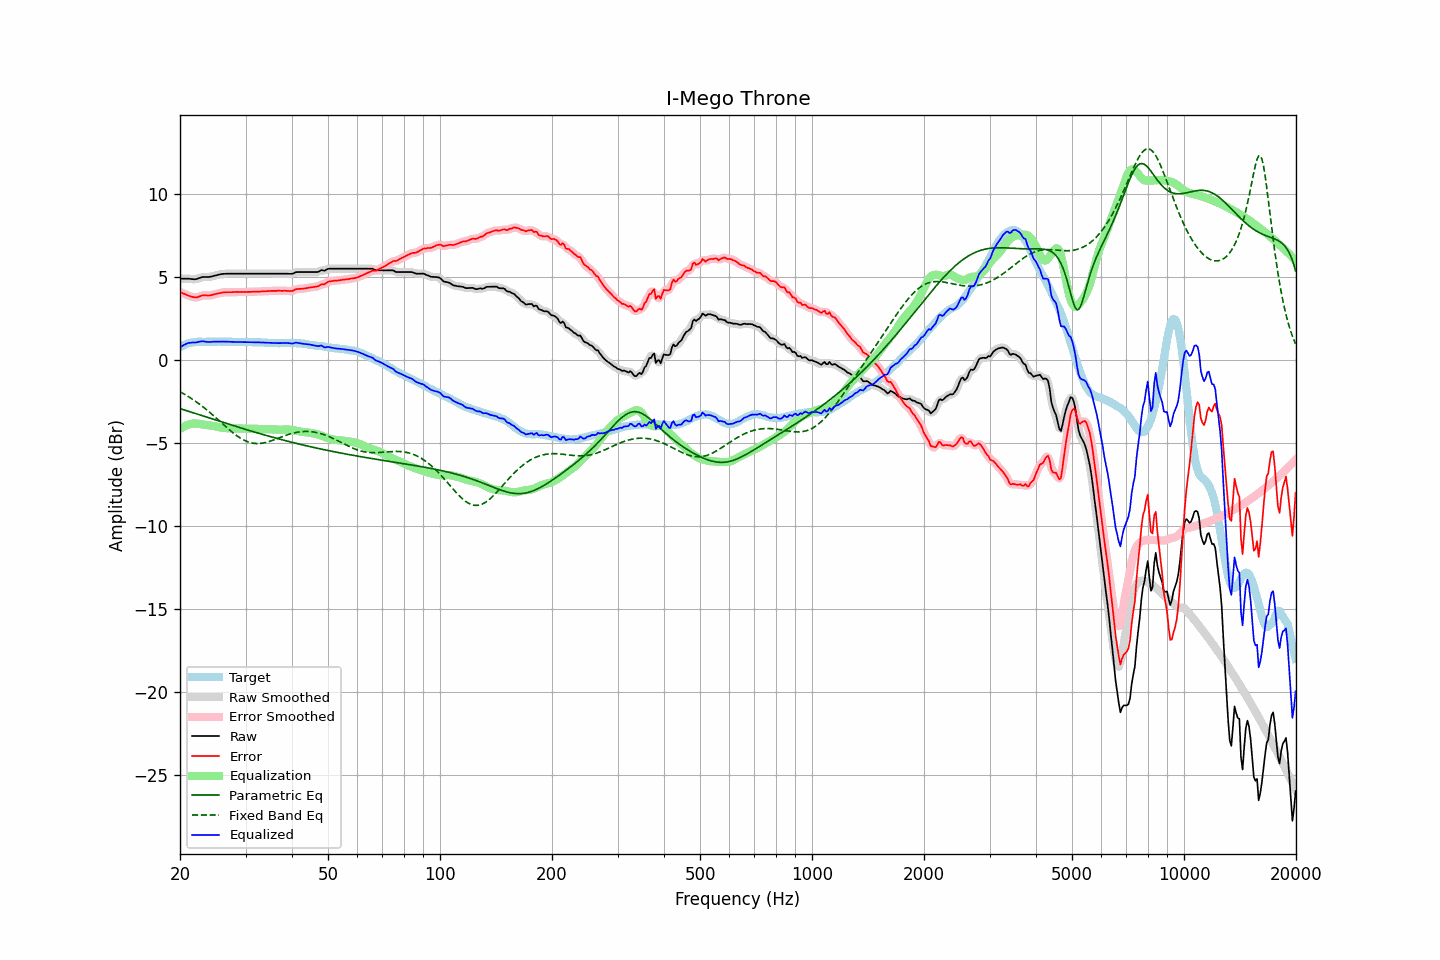 I-Mego Throne
Amplitude (dBr)
10
5
0
−5
−10
−15
−20
−25
Target
Raw Smoothed
Error Smoothed
Raw
Error
Equalization
Parametric Eq
Fixed Band Eq
Equalized
20 50 100 200 500 1000 2000 5000 10000 20000
Frequency (Hz)